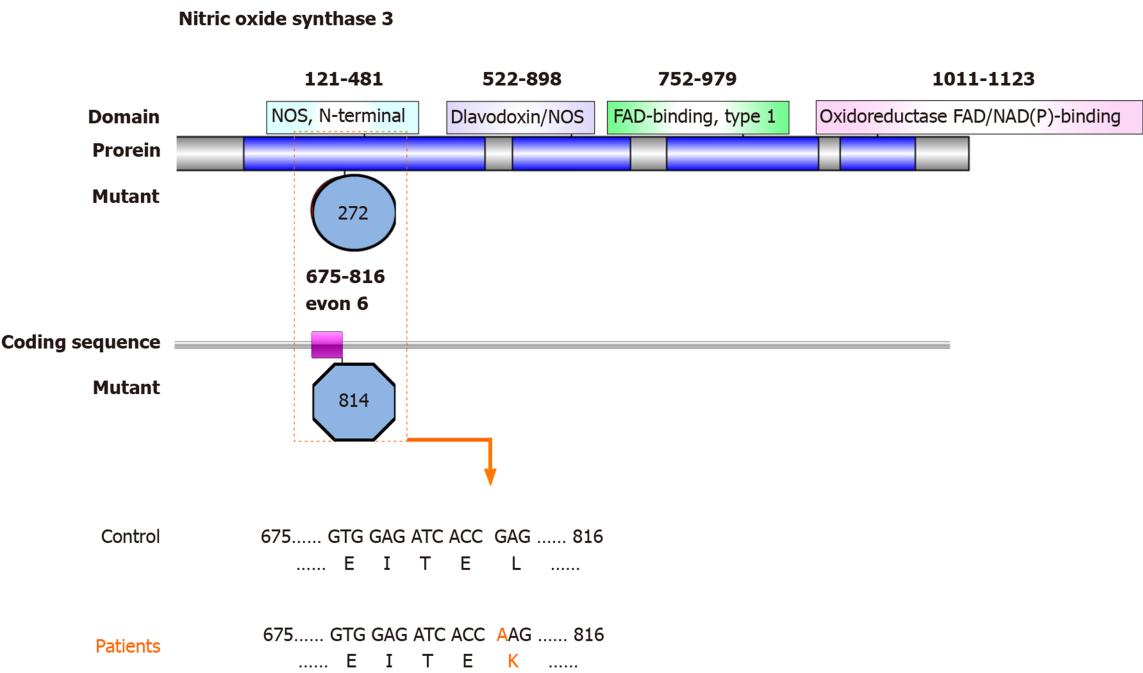 Nitric oxide synthase 3
121-481 522-898 752-979 1011-1123
Domain NOS, N-terminal Dlavodoxin/NOS FAD-binding, type 1 Oxidoreductase FAD/NAD(P)-binding
Prorein
Mutant
272
675-816
evon 6
Coding sequence
Mutant
814
Control 675...... GTG GAG ATC ACC GAG ...... 816
...... E I T E L ......
675...... GTG GAG ATC ACC AAG ...... 816
Patients
...... E I T E K ......